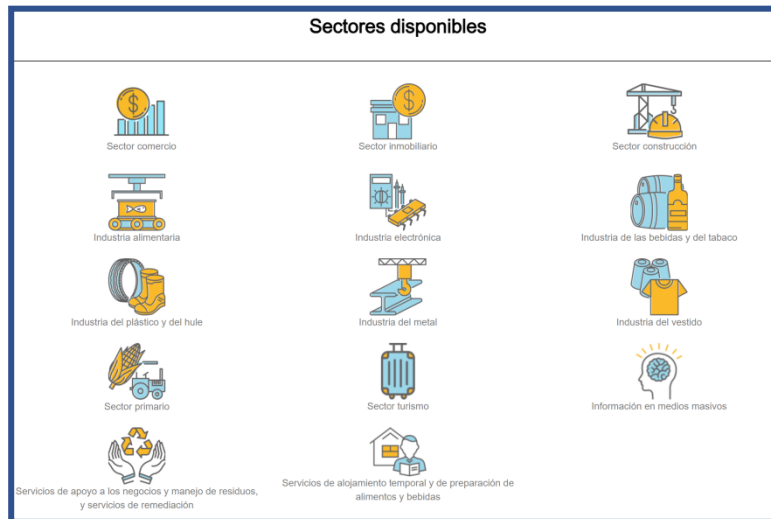 Sectores disponibles
Sector comercio
Sector inmobiliario
Sector construcción
Industria alimentaria
Industria electrónica
Industria de las bebidas y del tabaco
Industria del plástico y del hule
Industria del metal
Industria del vestido
Sector primario
Sector turismo
Información en medios masivos
Servicios de apoyo a los negocios y manejo de residuos,
y servicios de remediación
Servicios de alojamiento temporal y de preparación de
alimentos y bebidas